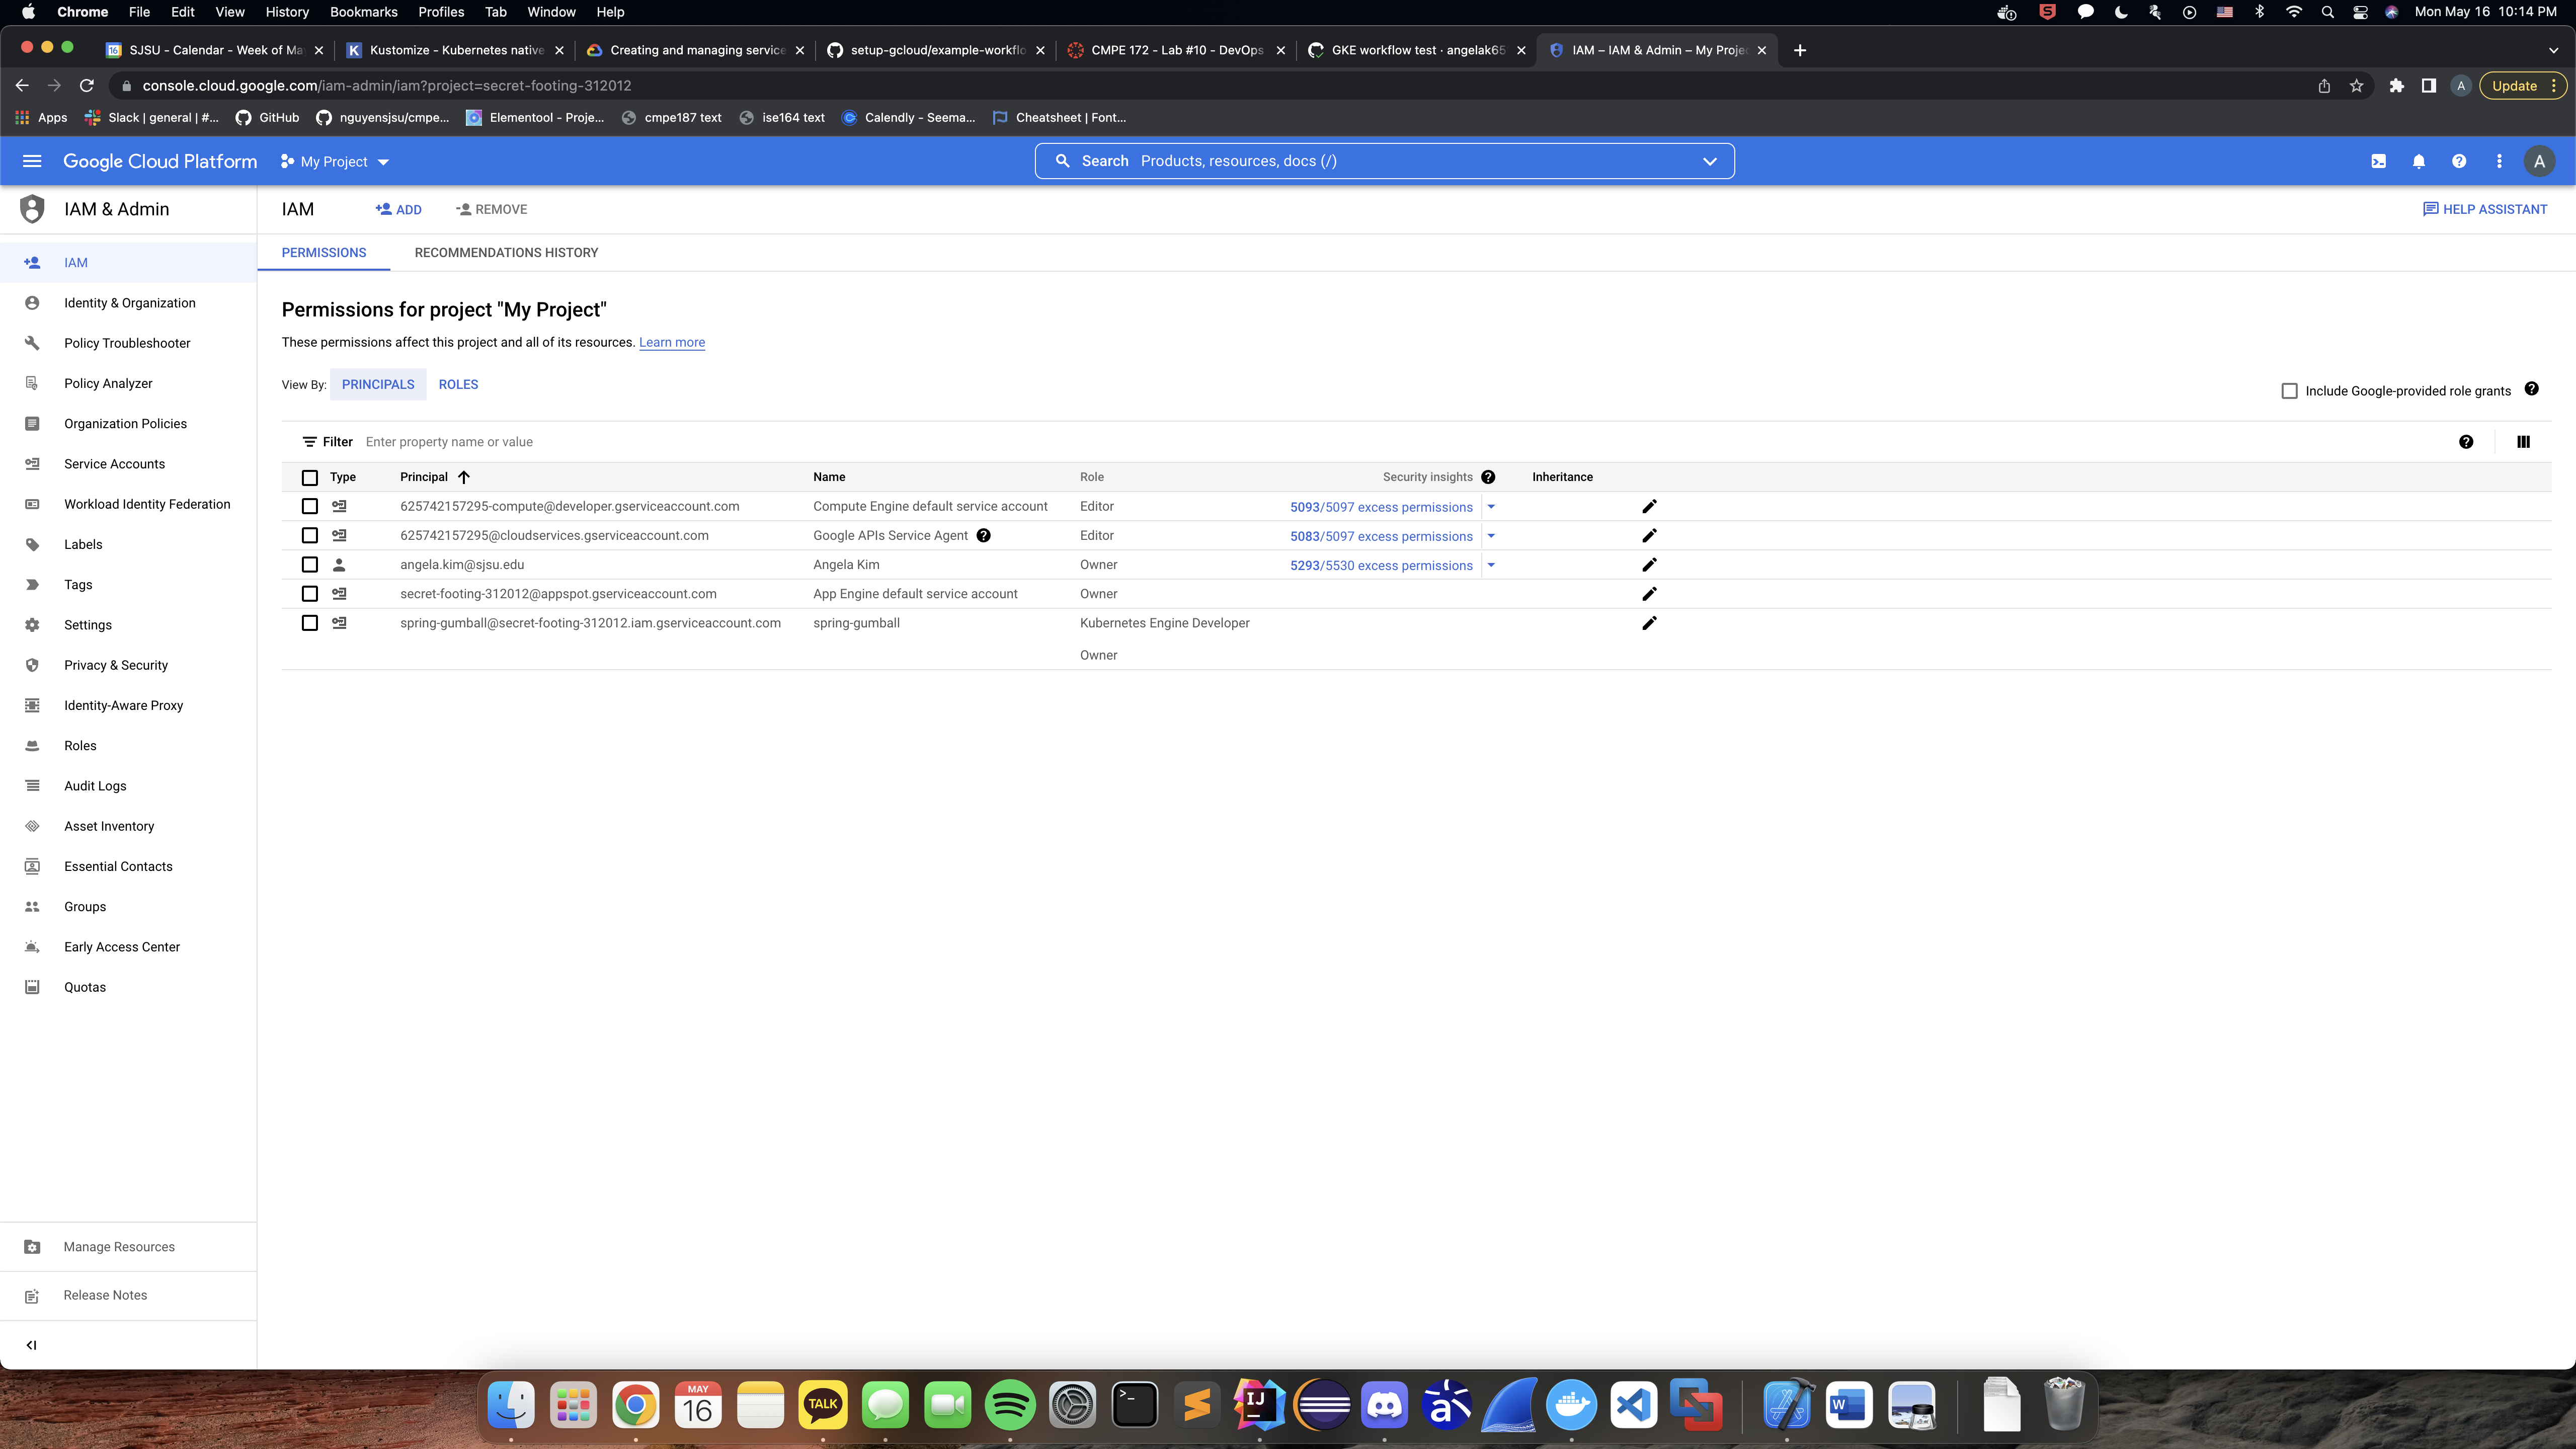 Chrome File Edit View History Bookmarks Profiles Tab Window Help Mon May 16 10:14 PM
SJSU - Calendar - Week of Ma Kustomize - Kubernetes native Creating and managing service setup-gcloud/example-workflo CMPE 172 - Lab #10 - DevOps GKE workflow test · angelak65 IAM – IAM & Admin – My Proje
console.cloud.google.com/iam-admin/iam?project=secret-footing-312012 A Update
Apps Slack | general | #... GitHub nguyensjsu/cmpe... Elementool - Proje... cmpe187 text ise164 text Calendly - Seema... Cheatsheet | Font...
Google Cloud Platform My Project Search Products, resources, docs (/) A
IAM & Admin
IAM ADD REMOVE HELP ASSISTANT
PERMISSIONS RECOMMENDATIONS HISTORY
IAM
Identity & Organization
Policy Troubleshooter
Policy Analyzer
Organization Policies
Service Accounts
Workload Identity Federation
Labels
Tags
Settings
Privacy & Security
Identity-Aware Proxy
Roles
Audit Logs
Asset Inventory
Essential Contacts
Groups
Early Access Center
Quotas
Manage Resources
Release Notes
Permissions for project "My Project"
These permissions affect this project and all of its resources. Learn more
View By: PRINCIPALS ROLES
Include Google-provided role grants
Filter Enter property name or value
Type Principal Name Role Security insights Inheritance
625742157295-compute@developer.gserviceaccount.com Compute Engine default service account Editor 5093/5097 excess permissions
625742157295@cloudservices.gserviceaccount.com Google APIs Service Agent Editor 5083/5097 excess permissions
angela.kim@sjsu.edu Angela Kim Owner 5293/5530 excess permissions
secret-footing-312012@appspot.gserviceaccount.com App Engine default service account Owner
spring-gumball@secret-footing-312012.iam.gserviceaccount.com spring-gumball Kubernetes Engine Developer
Owner
MAY
16
TALK
IJ
W